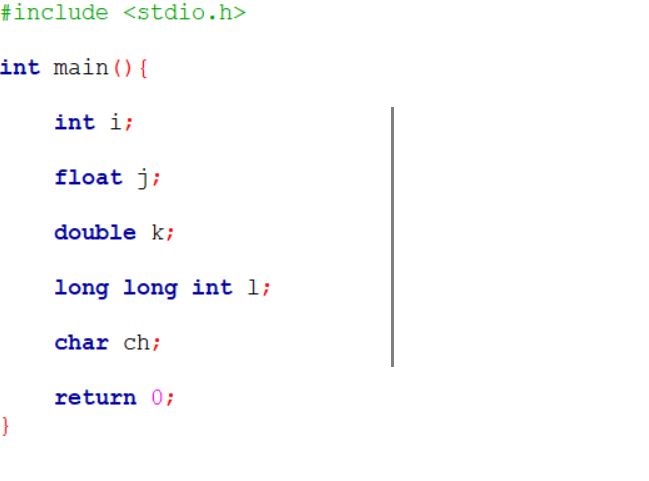 #include <stdio.h>
int main(){
int i;
float j;
double k;
long long int l;
char ch;
return 0;
}